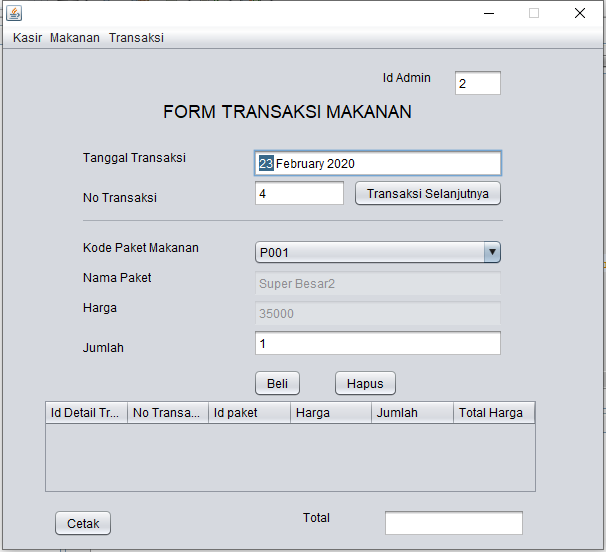 Kasir Makanan Transaksi
Id Admin 2
FORM TRANSAKSI MAKANAN
Tanggal Transaksi 23 February 2020
No Transaksi 4 Transaksi Selanjutnya
Kode Paket Makanan P001
Nama Paket Super Besar2
Harga 35000
Jumlah 1
Beli Hapus
Id Detail Tr... No Transa... Id paket Harga Jumlah Total Harga
Cetak Total